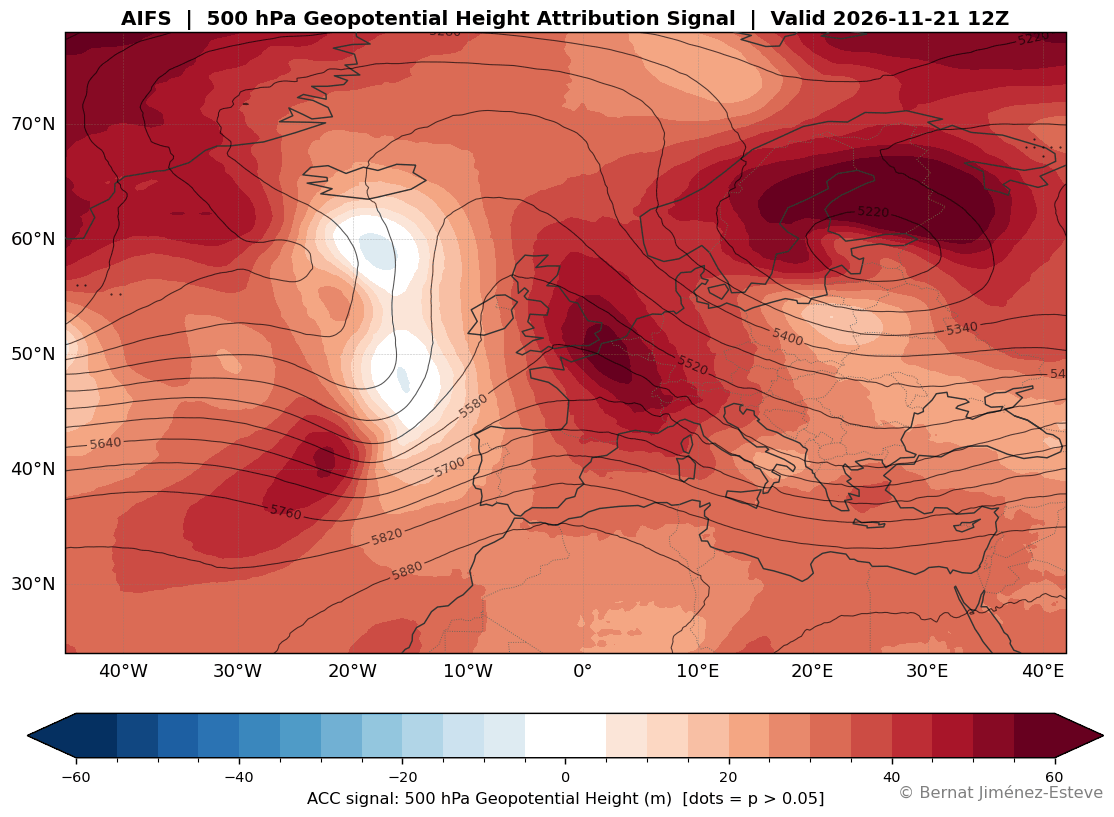 AIFS | 500 hPa Geopotential Height Attribution Signal | Valid 2026-11-21 12Z
5220
70°N
60°N
5220
50°N
5400
5340
5520
54
5580
5640
40°N
5700
5760
5820
5880
30°N
40°W 30°W 20°W 10°W 0° 10°E 20°E 30°E 40°E
−60 −40 −20 0 20 40 60
ACC signal: 500 hPa Geopotential Height (m) [dots = p > 0.05]
© Bernat Jiménez-Esteve